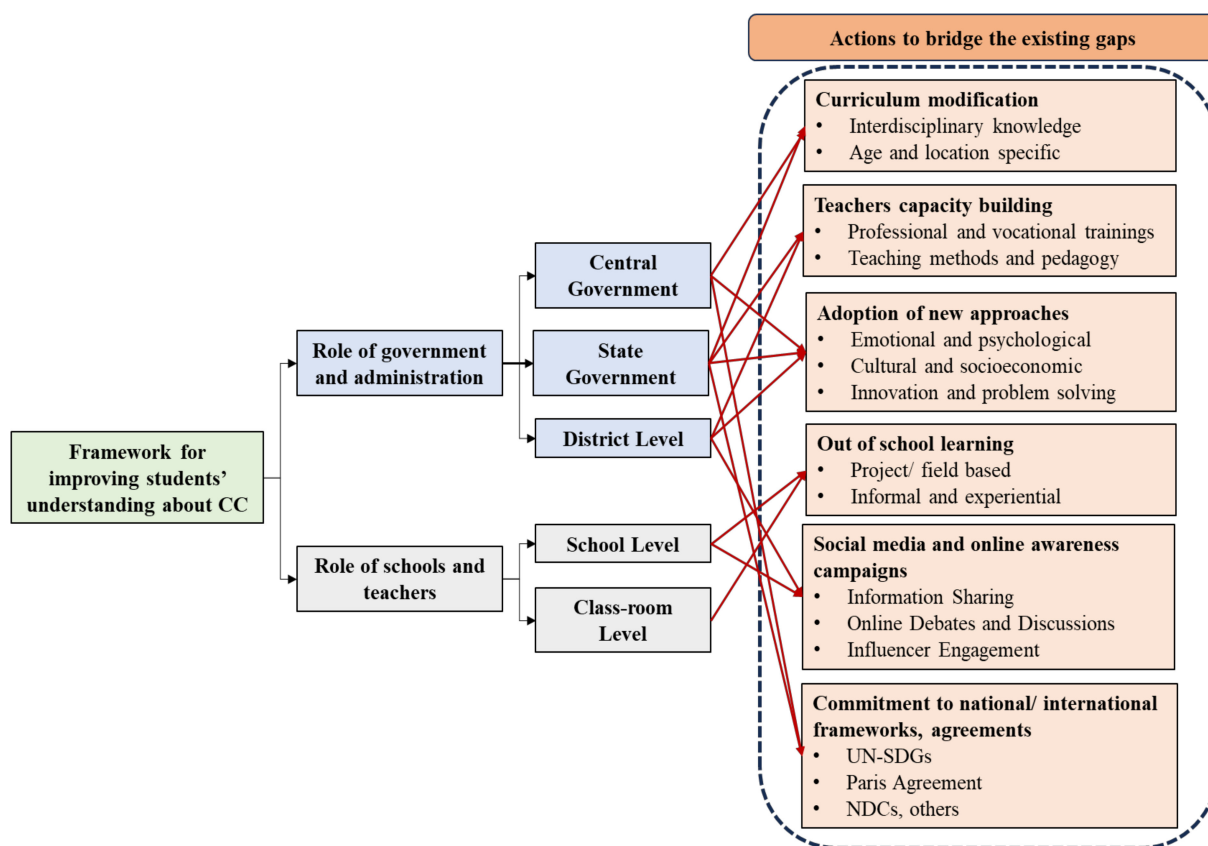 Actions to bridge the existing gaps
Framework for
improving students'
understanding about CC
Role of government
and administration
Role of schools and
teachers
Central
Government
State
Government
District Level
School Level
Class-room
Level
Curriculum modification
• Interdisciplinary knowledge
• Age and location specific
Teachers capacity building
• Professional and vocational trainings
• Teaching methods and pedagogy
Adoption of new approaches
• Emotional and psychological
• Cultural and socioeconomic
• Innovation and problem solving
Out of school learning
• Project/ field based
• Informal and experiential
Social media and online awareness
campaigns
• Information Sharing
• Online Debates and Discussions
• Influencer Engagement
Commitment to national/ international
frameworks, agreements
• UN-SDGs
• Paris Agreement
• NDCs, others